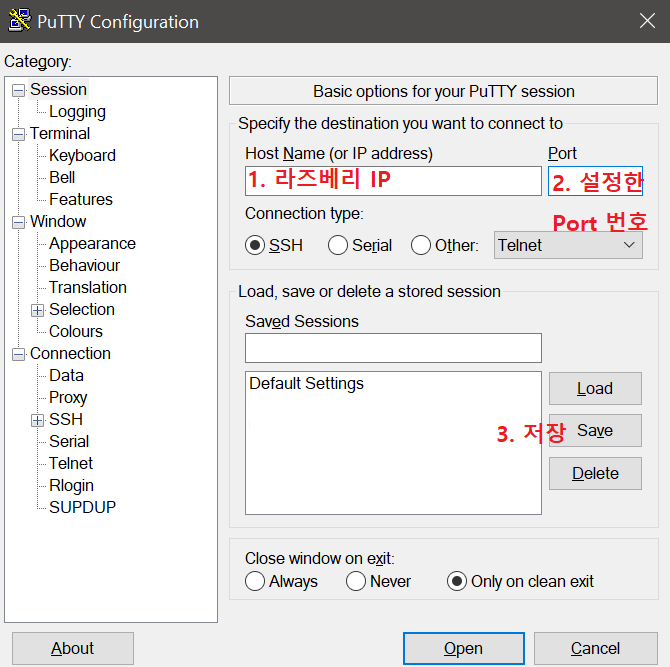 PuTTY Configuration
Category:
Session
Logging
Terminal
Keyboard
Bell
Features
Window
Appearance
Behaviour
Translation
Selection
Colours
Connection
Data
Proxy
SSH
Serial
Telnet
Rlogin
SUPDUP
Basic options for your PuTTY session
Specify the destination you want to connect to
Host Name (or IP address)
Port
1. 라즈베리 IP
2. 설정한
Port 번호
Connection type:
SSH
Serial
Other:
Telnet
Load, save or delete a stored session
Saved Sessions
Default Settings
Load
3. 저장
Save
Delete
Close window on exit:
Always
Never
Only on clean exit
About
Open
Cancel